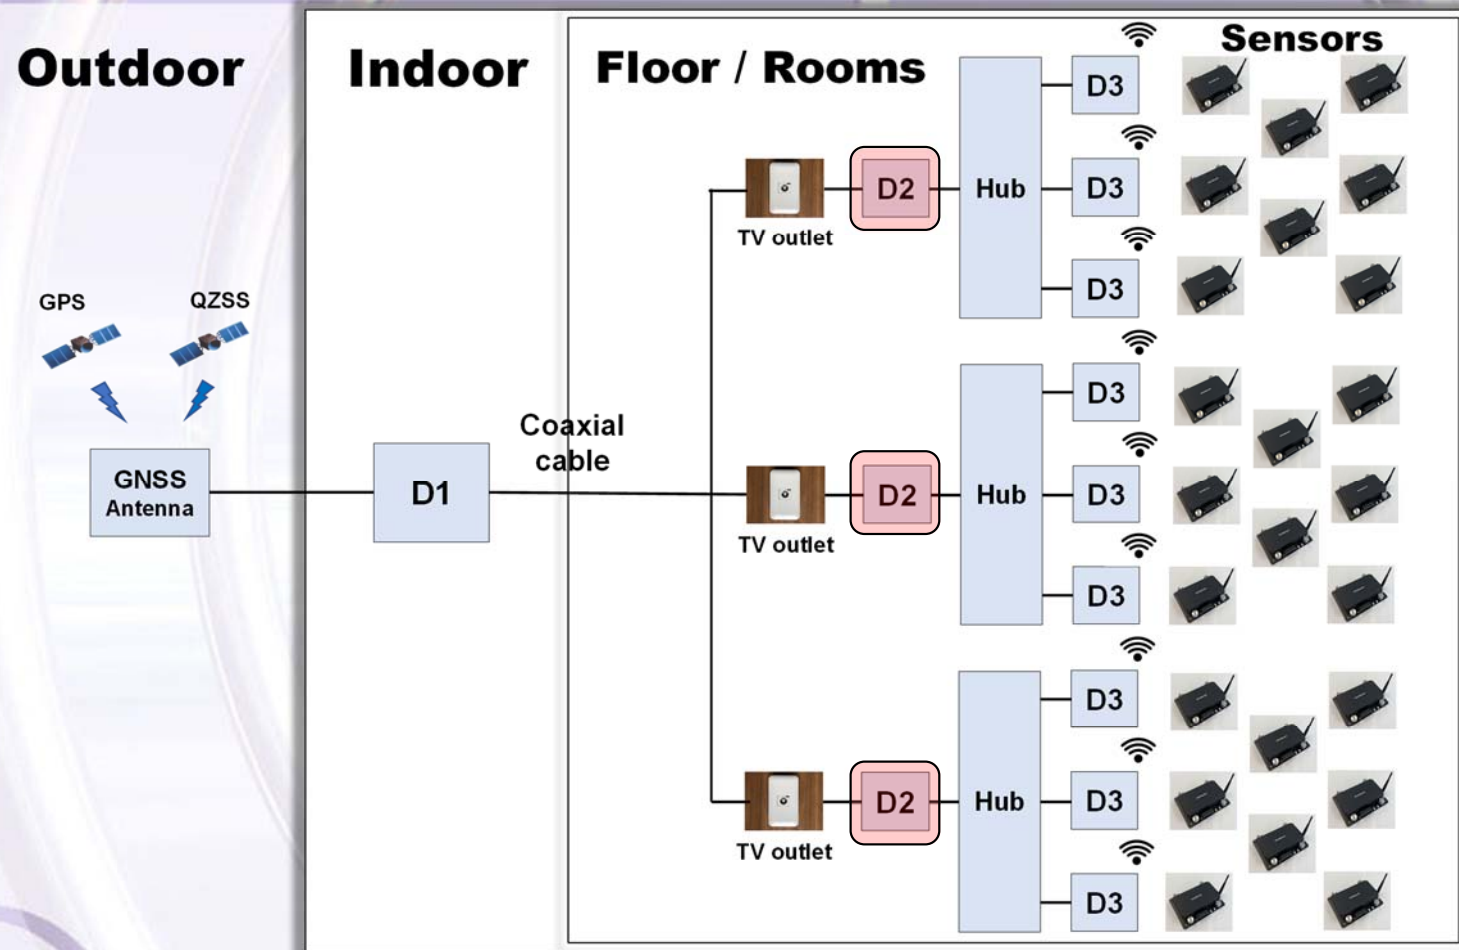 Outdoor
Indoor
Floor / Rooms
Sensors
GPS
QZSS
GNSS
Antenna
D1
Coaxial
cable
TV outlet
D2
Hub
D3
D3
D3
TV outlet
D2
Hub
D3
D3
D3
TV outlet
D2
Hub
D3
D3
D3